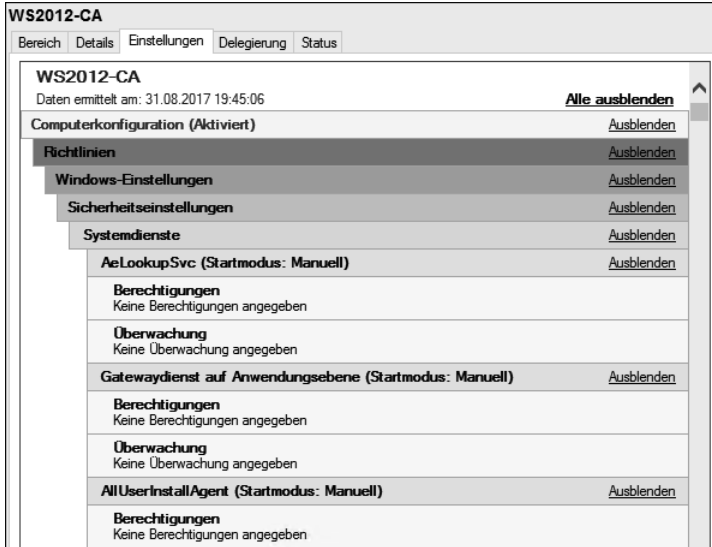 WS2012-CA
Bereich Details Einstellungen Delegierung Status
WS2012-CA
Daten ermittelt am: 31.08.2017 19:45:06 Alle ausblenden
Computerkonfiguration (Aktiviert) Ausblenden
Richtlinien Ausblenden
Windows-Einstellungen Ausblenden
Sicherheitseinstellungen Ausblenden
Systemdienste Ausblenden
AeLookupSvc (Startmodus: Manuell) Ausblenden
Berechtigungen
Keine Berechtigungen angegeben
Überwachung
Keine Überwachung angegeben
Gatewaydienst auf Anwendungsebene (Startmodus: Manuell) Ausblenden
Berechtigungen
Keine Berechtigungen angegeben
Überwachung
Keine Überwachung angegeben
AllUserInstallAgent (Startmodus: Manuell) Ausblenden
Berechtigungen
Keine Berechtigungen angegeben